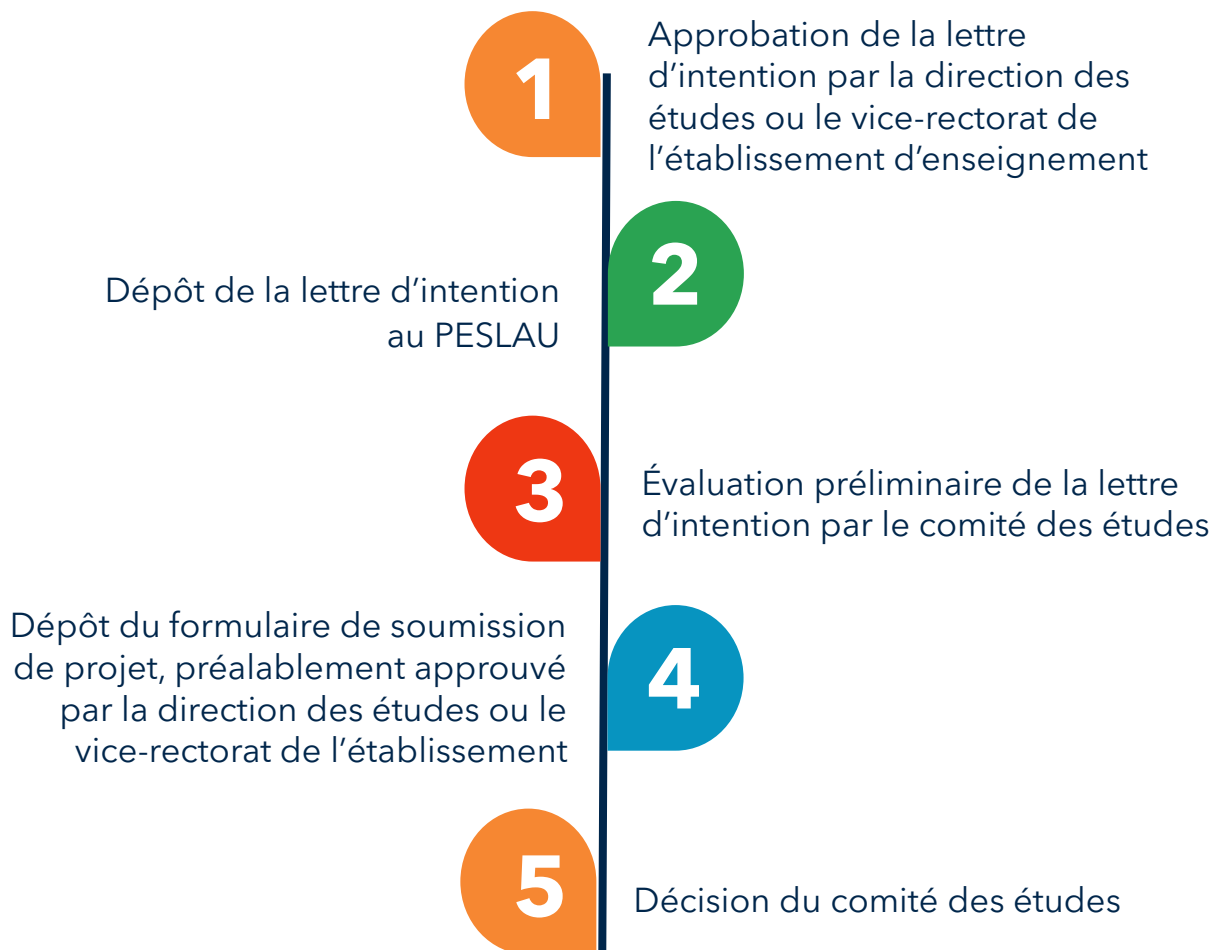 1
Approbation de la lettre
d’intention par la direction des
études ou le vice-rectorat de
l’établissement d’enseignement
2
Dépôt de la lettre d’intention
au PESLAU
3
Évaluation préliminaire de la lettre
d’intention par le comité des études
4
Dépôt du formulaire de soumission
de projet, préalablement approuvé
par la direction des études ou le
vice-rectorat de l’établissement
5
Décision du comité des études